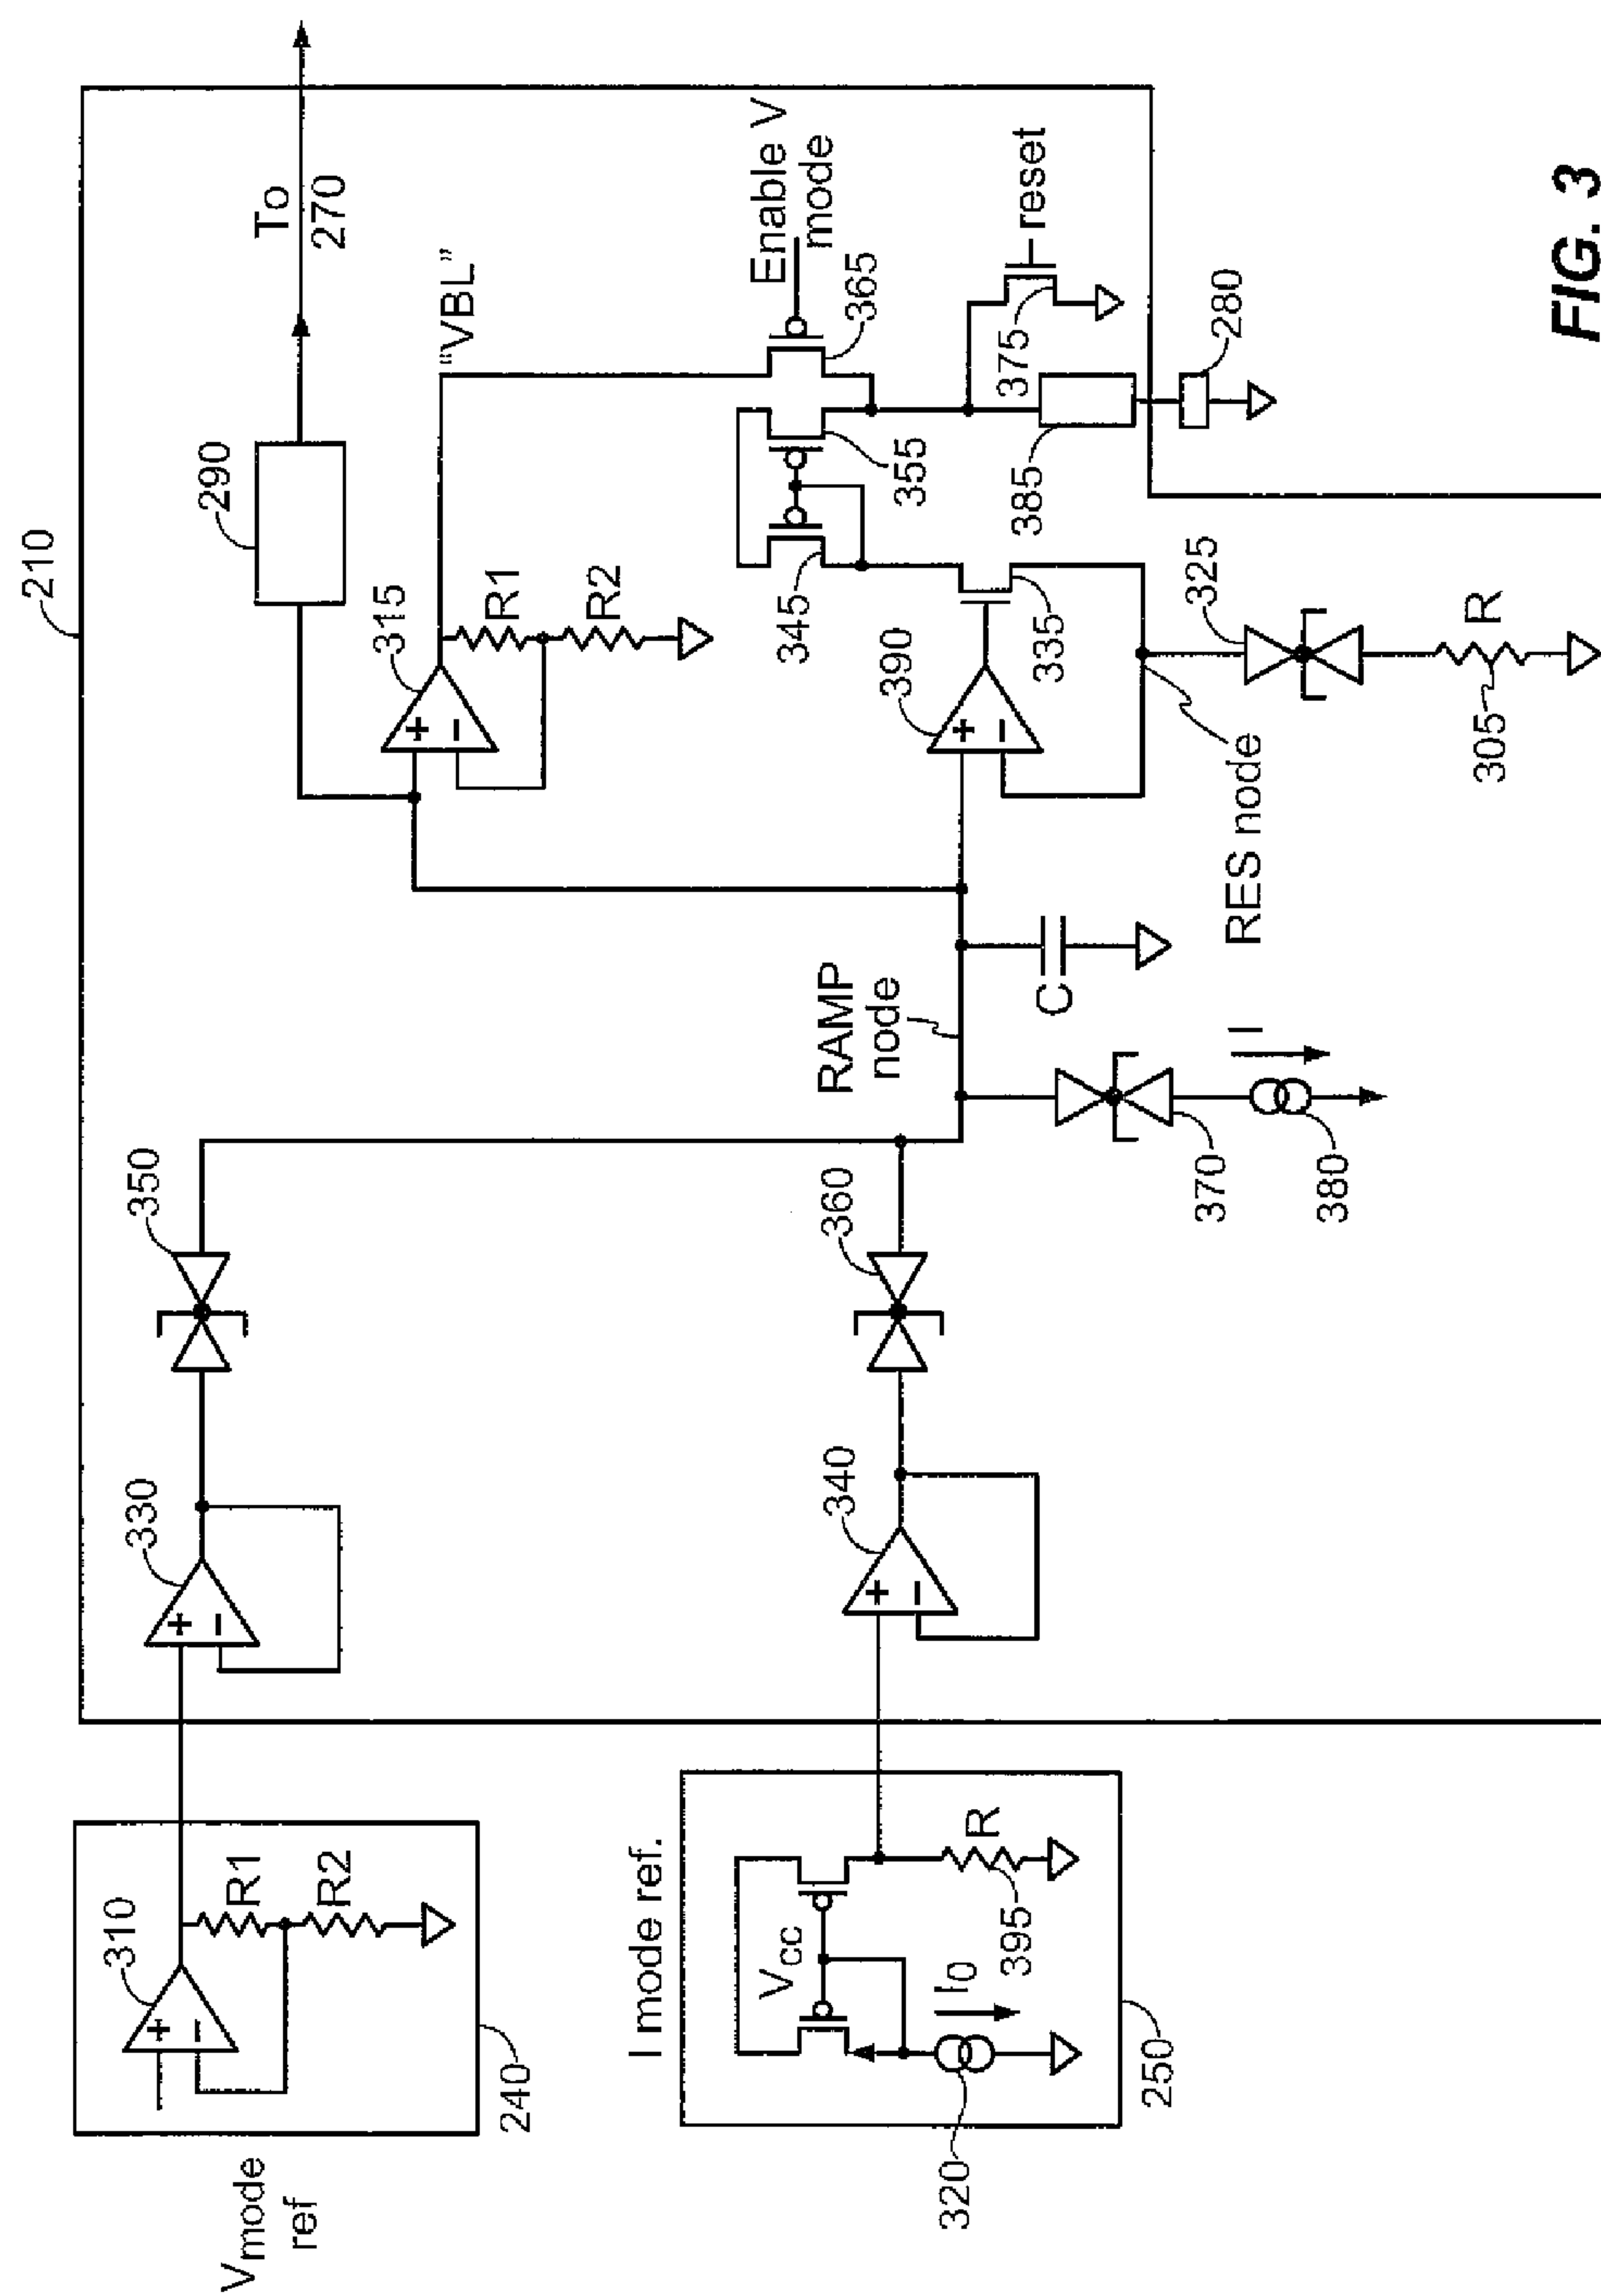 210
To
270
290
"VBL"
315
R1
R2
Enable V
mode
365
355
345
reset
375
385
280
390
335
325
R
305
RES node
RAMP
node
C
I
370
380
350
360
330
340
310
R1
R2
240
Vmode
ref
I mode ref.
Vcc
R
395
I0
320
250
FIG. 3